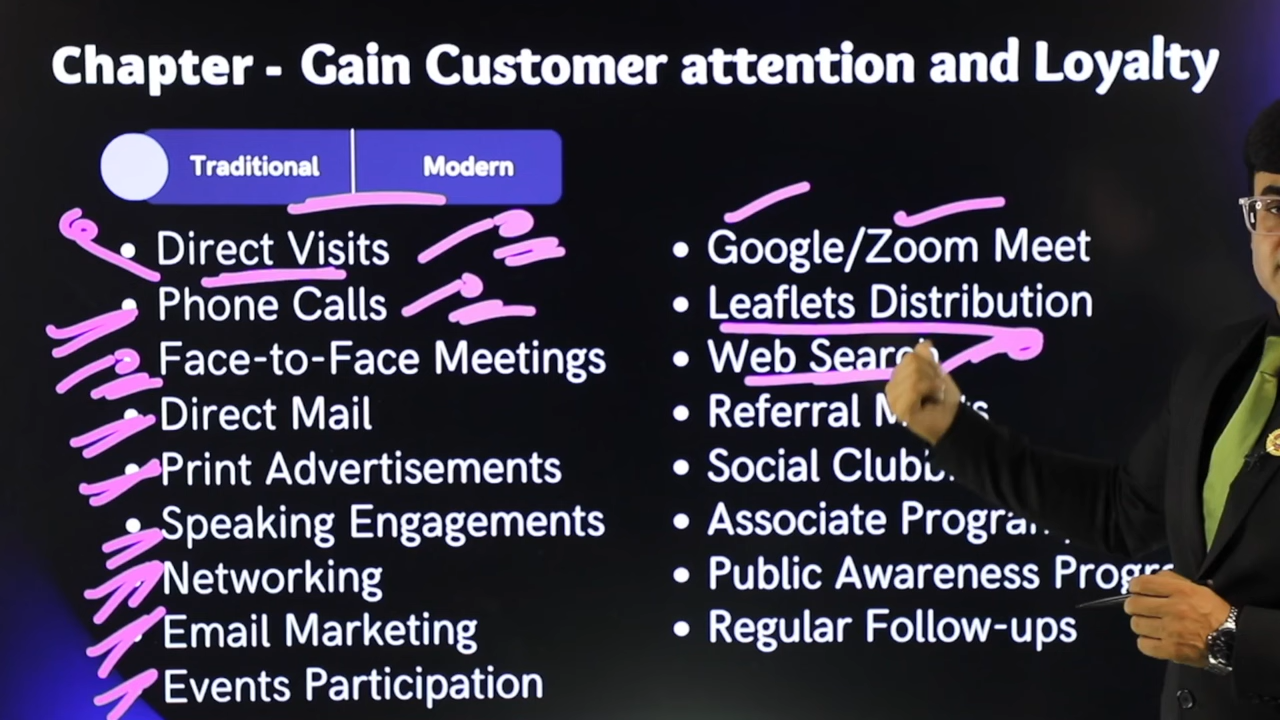 Chapter - Gain Customer attention and Loyalty
Traditional
Modern
• Direct Visits
• Phone Calls
Face-to-Face Meetings
• Direct Mail
• Print Advertisements
• Speaking Engagements
• Networking
• Email Marketing
Events Participation
• Google/Zoom Meet
• Leaflets Distribution
• Web Search
• Referral
• Social
• Associate
• Public Awareness
• Regular Follow-ups